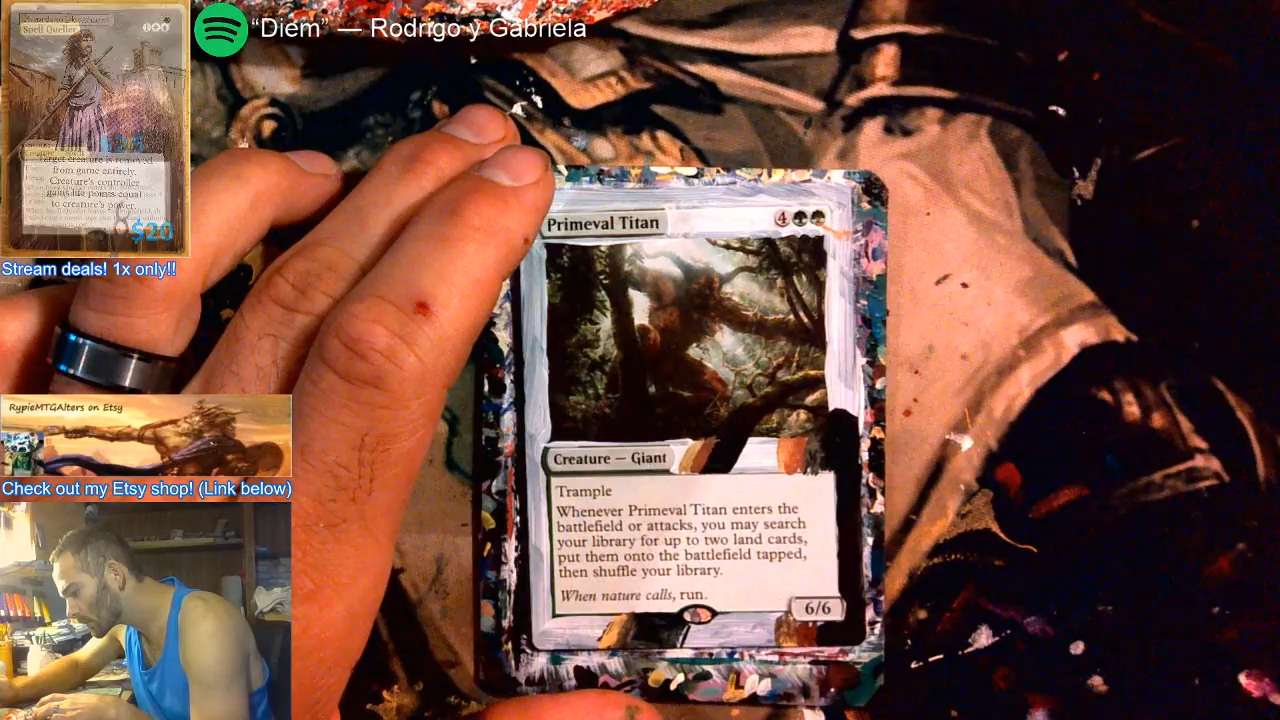 Spell Queller
"Diem" — Rodrigo y Gabriela
Target creature is removed
from game entirely.
Creature's controller
gains life points equal
to creature's power.
$20
Stream deals! 1x only!!
RypieMTGAlters on Etsy
Check out my Etsy shop! (Link below)
Primeval Titan
4
Creature — Giant
Trample
Whenever Primeval Titan enters the
battlefield or attacks, you may search
your library for up to two land cards,
put them onto the battlefield tapped,
then shuffle your library.
When nature calls, run.
6/6